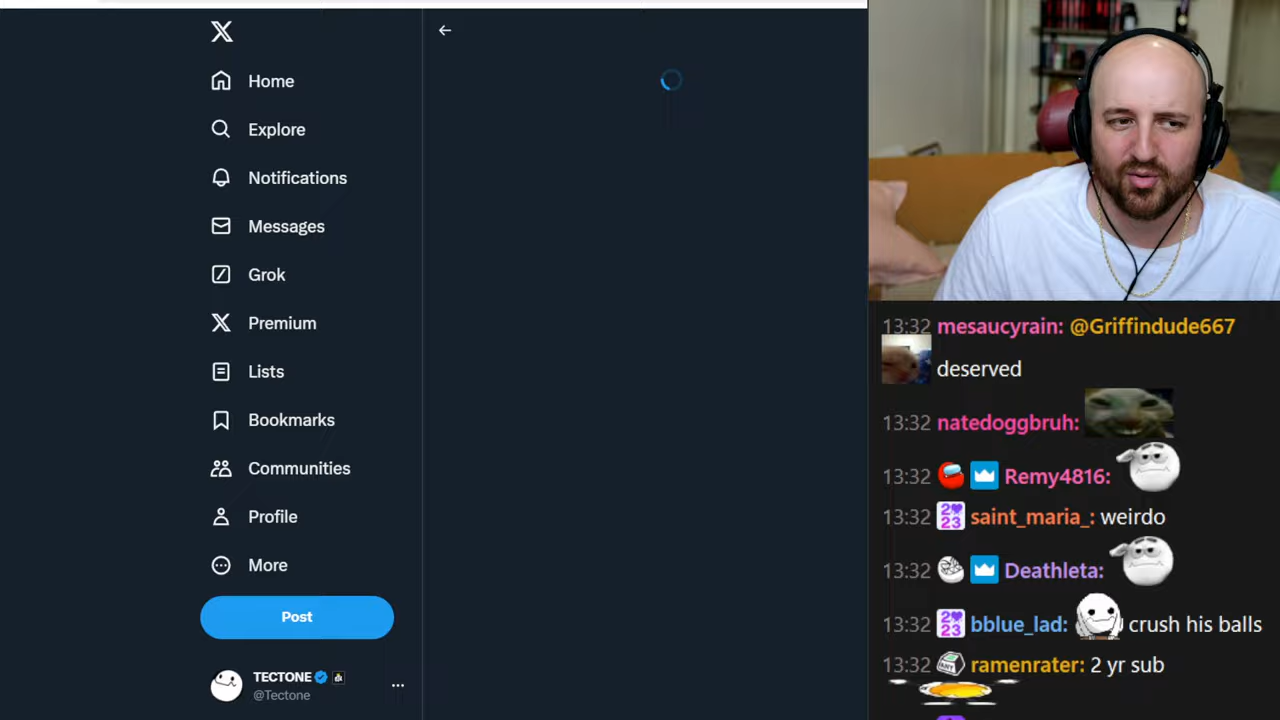 Home
Explore
Notifications
Messages
Grok
Premium
Lists
Bookmarks
Communities
Profile
More
Post
TECTONE
@Tectone
13:32 mesaucyrain: @Griffindude667
deserved
13:32 natedoggbruh:
13:32 Remy4816:
13:32 2023 saint_maria_: weirdo
13:32 Deathleta:
13:32 2023 bblue_lad: crush his balls
13:32 ramenrater: 2 yr sub